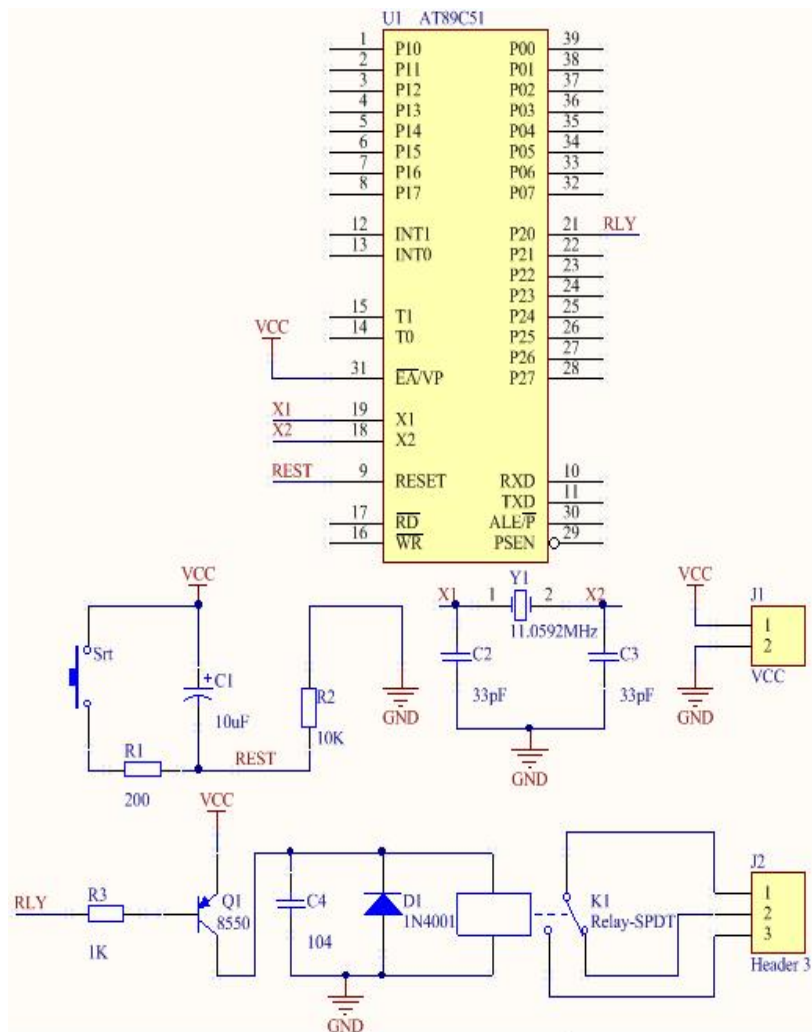 U1 AT89C51
1 P10 P00 39
2 P11 P01 38
3 P12 P02 37
4 P13 P03 36
5 P14 P04 35
6 P15 P05 34
7 P16 P06 33
8 P17 P07 32
12 INT1 P20 21 RLY
13 INT0 P21 22
P22 23
P23 24
15 T1 P24 25
14 T0 P25 26
VCC
P26 27
31 EA/VP P27 28
X1 19 X1
X2 18 X2
REST 9 RESET RXD 10
TXD 11
17 RD ALE/P 30
16 WR PSEN 29
VCC
Srt
C1
+
10uF
R1
200
REST
R2
10K
GND
X1 1 Y1 2 X2
11.0592MHz
C2
33pF
C3
33pF
GND
VCC
J1
1
2
VCC
GND
VCC
RLY
R3
1K
Q1
8550
C4
104
D1
1N4001
GND
K1
Relay-SPDT
J2
1
2
3
Header 3